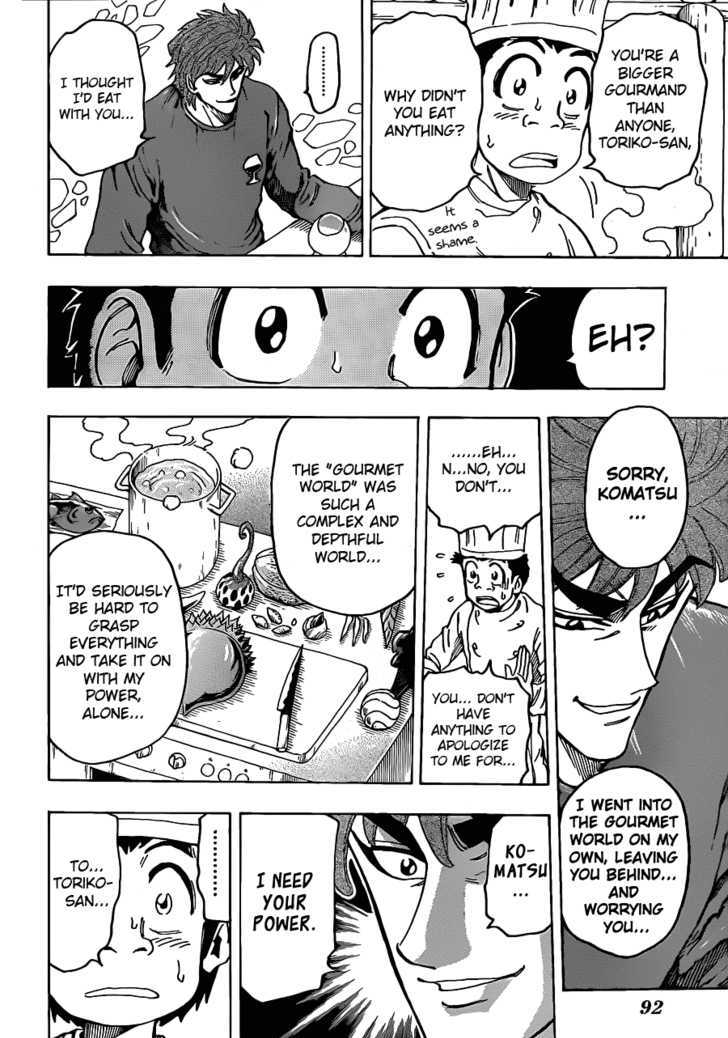 YOU'RE A
BIGGER
GOURMAND
THAN
ANYONE,
TORIKO-SAN,
WHY DIDN'T
YOU EAT
ANYTHING?
It
seems a
shame.
..........
I THOUGHT
I'D EAT
WITH YOU...
EH?
SORRY,
KOMATSU
...
I WENT INTO
THE GOURMET
WORLD ON MY
OWN, LEAVING
YOU BEHIND...
AND
WORRYING
YOU...
......EH...
N...NO, YOU
DON'T...
YOU... DON'T
HAVE
ANYTHING TO
APOLOGIZE
TO ME FOR...
THE "GOURMET
WORLD" WAS
SUCH A
COMPLEX AND
DEPTHFUL
WORLD...
IT'D SERIOUSLY
BE HARD TO
GRASP
EVERYTHING
AND TAKE IT ON
WITH MY
POWER,
ALONE...
KO-
MATSU
...
I NEED
YOUR
POWER.
..........
TO...
TORIKO-
SAN...
92